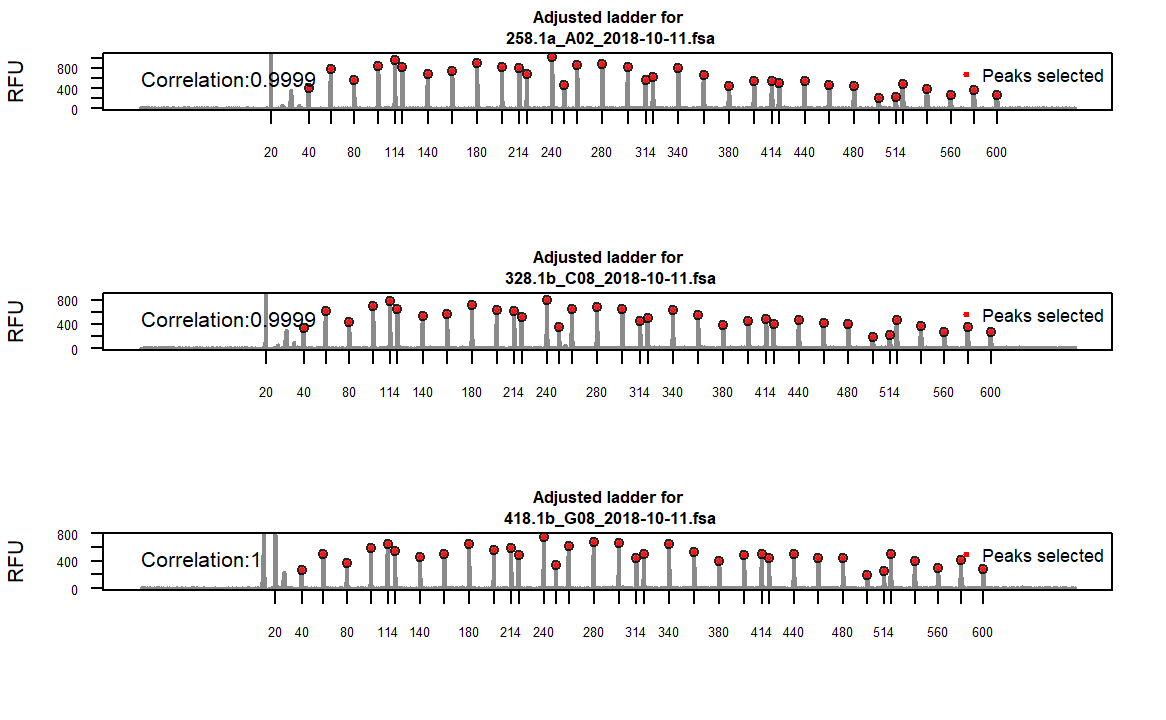 Adjusted ladder for
258.1a_A02_2018-10-11.fsa
RFU
800
400
0
Correlation:0.9999
Peaks selected
20 40 80 114 140 180 214 240 280 314 340 380 414 440 480 514 560 600
Adjusted ladder for
328.1b_C08_2018-10-11.fsa
RFU
800
400
0
Correlation:0.9999
Peaks selected
20 40 80 114 140 180 214 240 280 314 340 380 414 440 480 514 560 600
Adjusted ladder for
418.1b_G08_2018-10-11.fsa
RFU
800
400
0
Correlation:1
Peaks selected
20 40 80 114 140 180 214 240 280 314 340 380 414 440 480 514 560 600